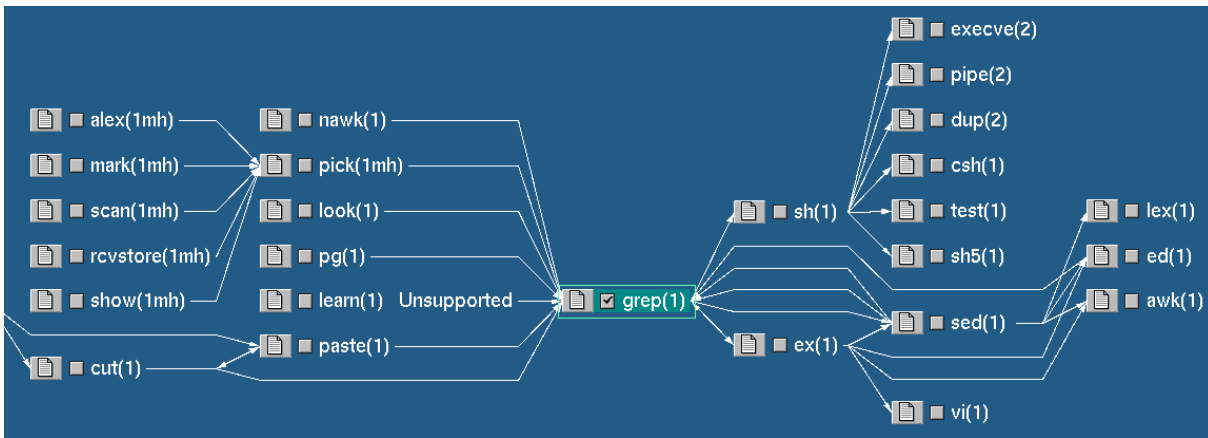 execve(2)
pipe(2)
alex(1mh) nawk(1) dup(2)
mark(1mh) pick(1mh) csh(1)
scan(1mh) look(1) sh(1) test(1) lex(1)
rcvstore(1mh) pg(1) sh5(1) ed(1)
show(1mh) learn(1) Unsupported grep(1) awk(1)
sed(1)
paste(1) ex(1)
cut(1)
vi(1)